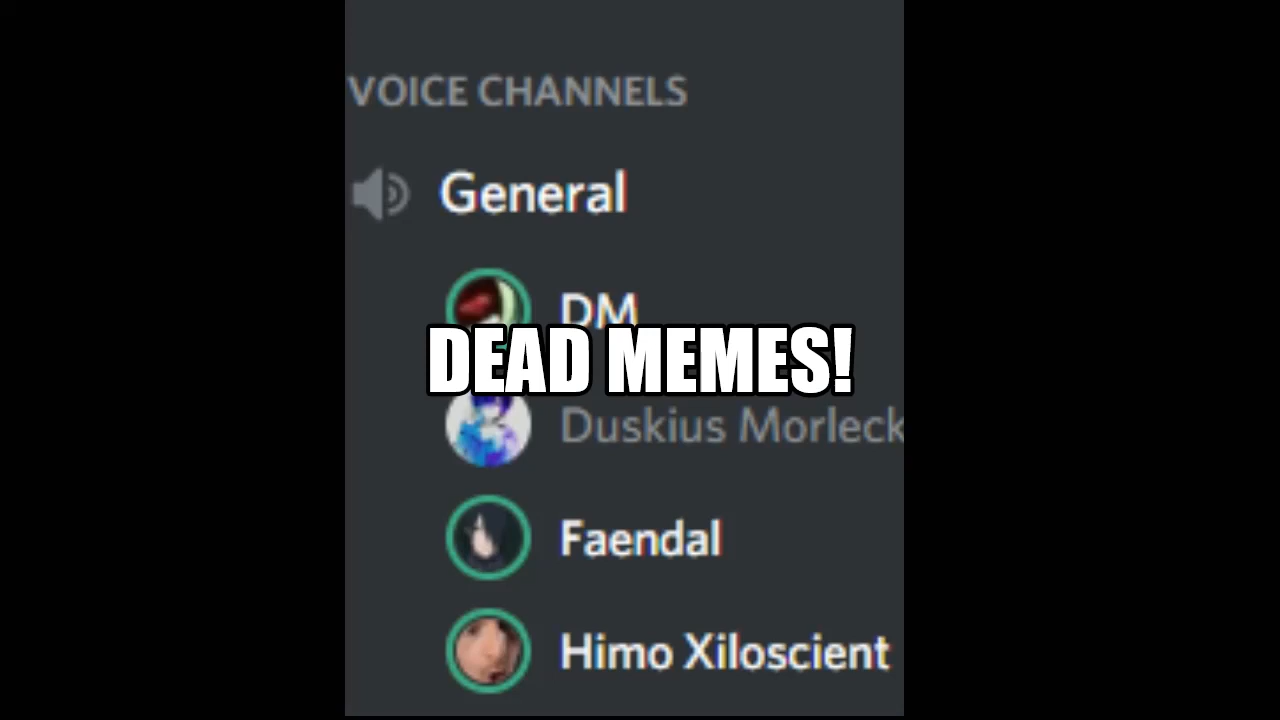 VOICE CHANNELS
General
DM
DEAD MEMES!
Duskius Morleck
Faendal
Himo Xiloscient